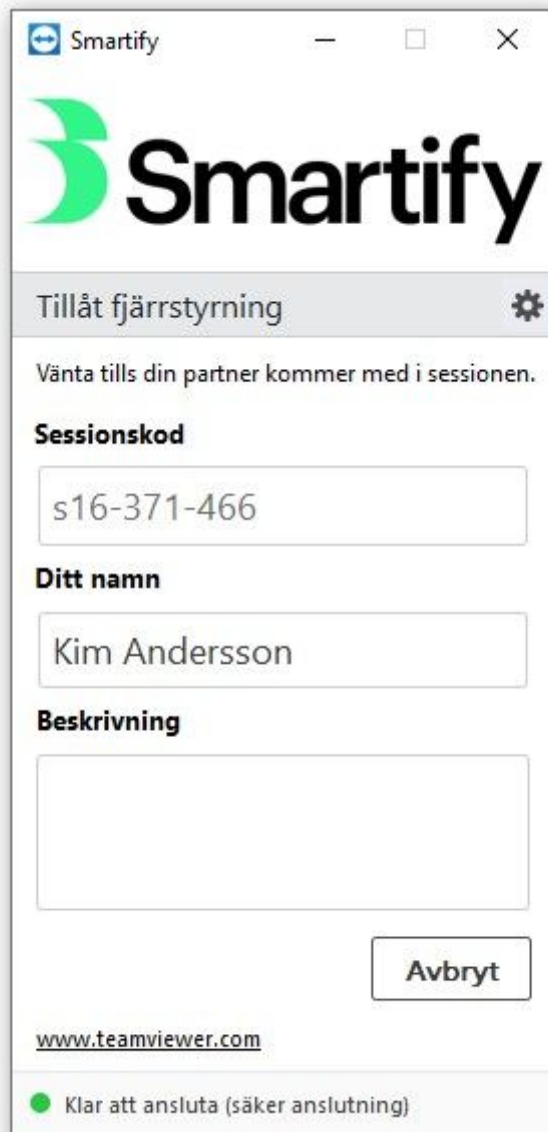 Smartify
Smartify
Tillåt fjärrstyrning
Vänta tills din partner kommer med i sessionen.
Sessionskod
s16-371-466
Ditt namn
Kim Andersson
Beskrivning
Avbryt
www.teamviewer.com
Klar att ansluta (säker anslutning)